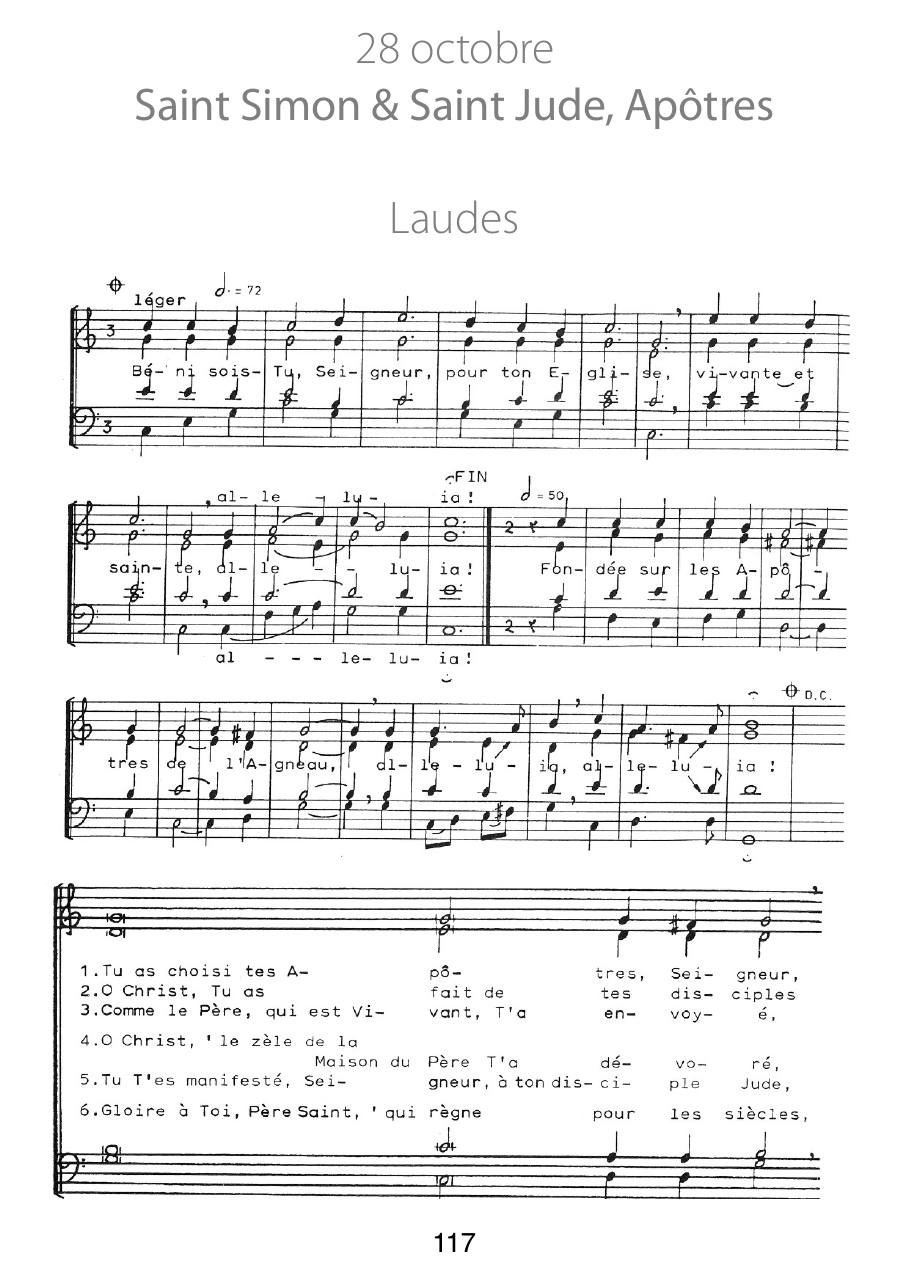 28 octobre
Saint Simon & Saint Jude, Apôtres
Laudes
léger = 72
3
Bé- ni sois- Tu, Sei- gneur, pour ton E- gli- se, vi-vante et
3
FIN
al- le - lu- ia! = 50
2
sain- te, al- le - - lu- ia! Fon- dée sur les A- pô -
2
al - - - le- lu- ia!
D.C.
tres de l'A- gneau, al- le - lu - ia, al- le- lu - ia !
1.Tu as choisi tes A- pô- tres, Sei- gneur,
2.O Christ, Tu as fait de tes dis- ciples
3.Comme le Père, qui est Vi- vant, T'a en- voy- é,
4.O Christ, ' le zèle de la
Maison du Père T'a dé- vo- ré,
5.Tu T'es manifesté, Sei- gneur, à ton dis- ci- ple Jude,
6.Gloire à Toi, Père Saint, ' qui règne pour les siècles,
117